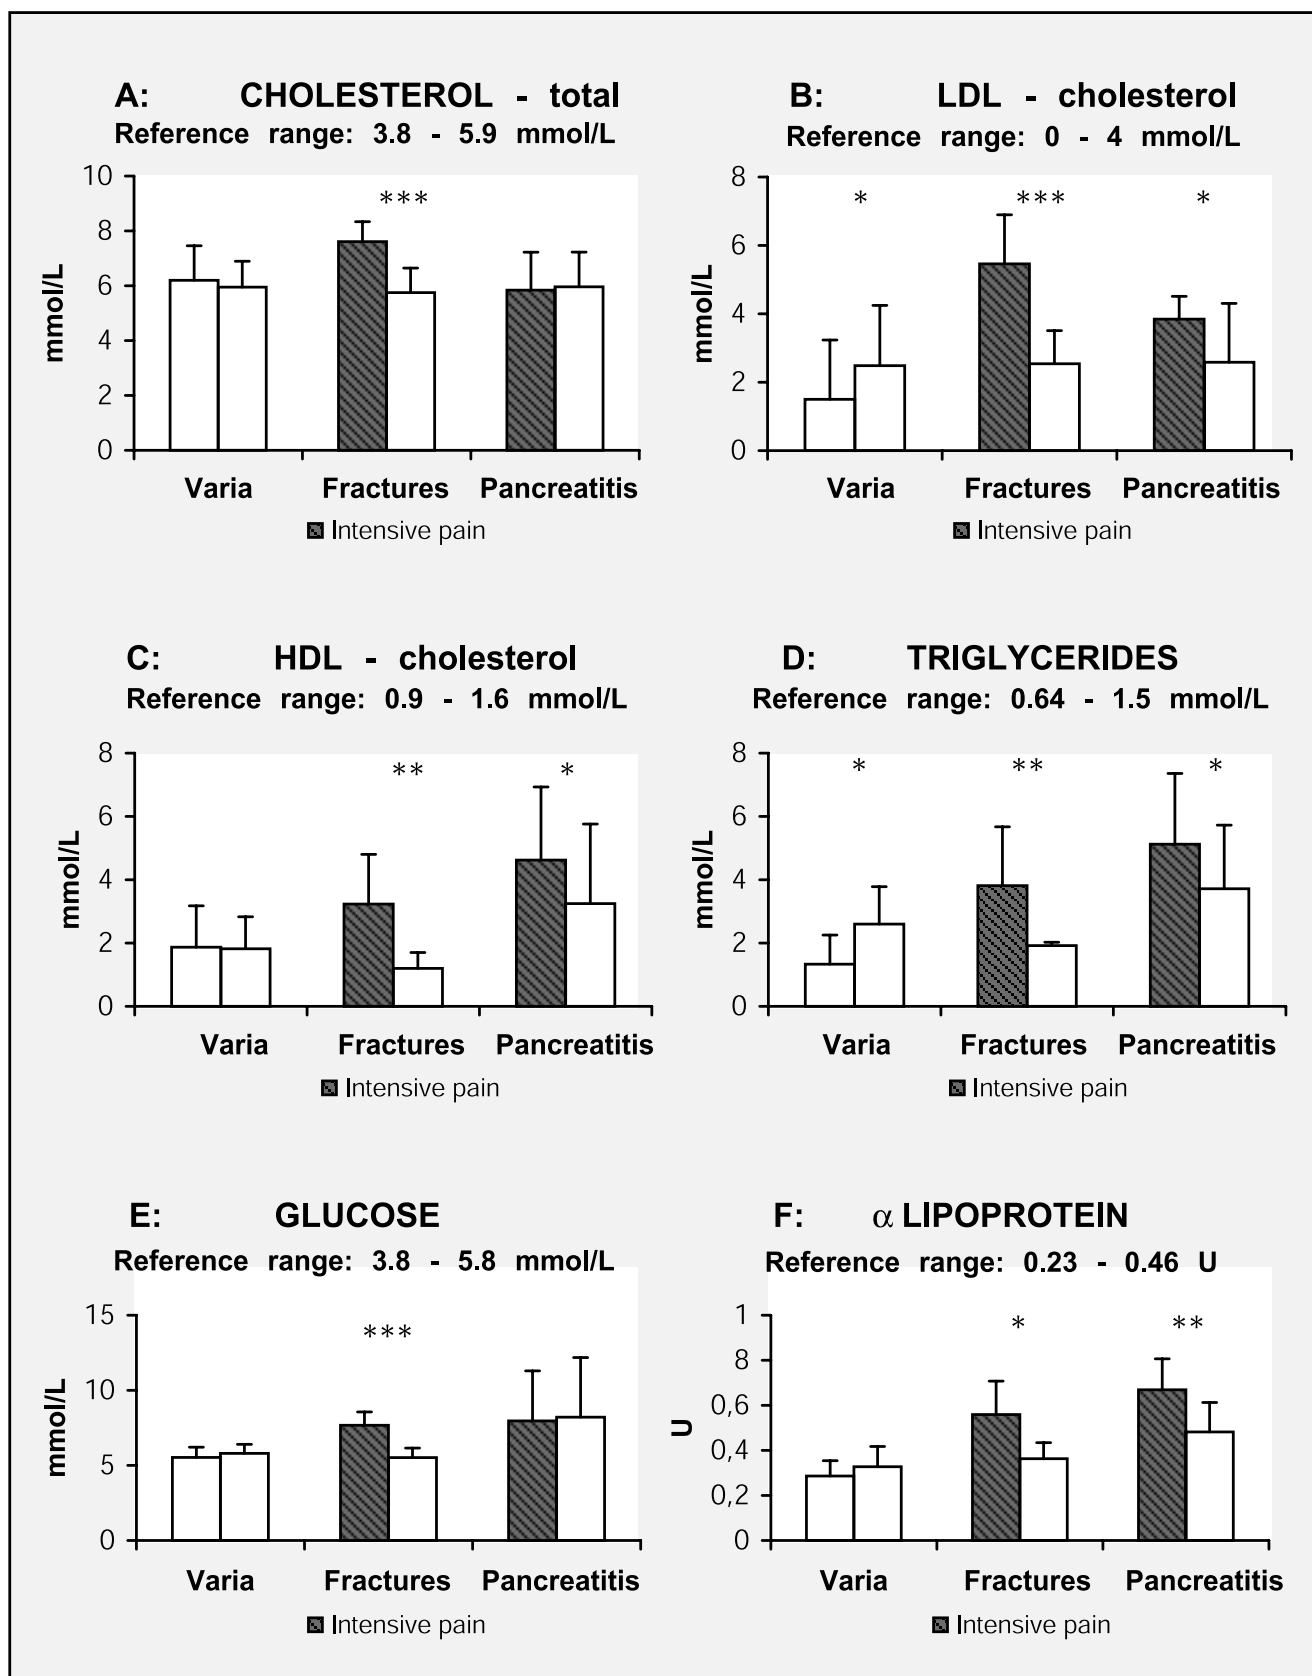 A: CHOLESTEROL - total
Reference range: 3.8 - 5.9 mmol/L
10
8
6
4
2
0
mmol/L
***
Varia Fractures Pancreatitis
Intensive pain
B: LDL - cholesterol
Reference range: 0 - 4 mmol/L
8
6
4
2
0
mmol/L
* *** *
Varia Fractures Pancreatitis
Intensive pain
C: HDL - cholesterol
Reference range: 0.9 - 1.6 mmol/L
8
6
4
2
0
mmol/L
** *
Varia Fractures Pancreatitis
Intensive pain
D: TRIGLYCERIDES
Reference range: 0.64 - 1.5 mmol/L
8
6
4
2
0
mmol/L
* ** *
Varia Fractures Pancreatitis
Intensive pain
E: GLUCOSE
Reference range: 3.8 - 5.8 mmol/L
15
10
5
0
mmol/L
***
Varia Fractures Pancreatitis
Intensive pain
F: α LIPOPROTEIN
Reference range: 0.23 - 0.46 U
1
0,8
0,6
0,4
0,2
0
U
* **
Varia Fractures Pancreatitis
Intensive pain